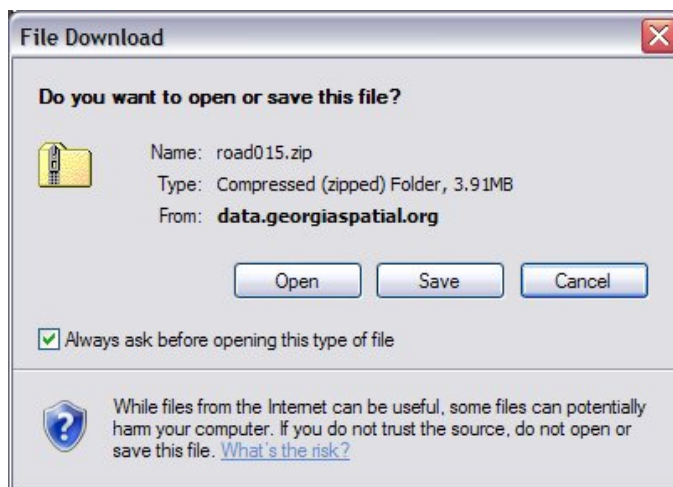 File Download
Do you want to open or save this file?
Name: road015.zip
Type: Compressed (zipped) Folder, 3.91MB
From: data.georgiaspatial.org
Open Save Cancel
Always ask before opening this type of file
While files from the Internet can be useful, some files can potentially
harm your computer. If you do not trust the source, do not open or
save this file. What's the risk?